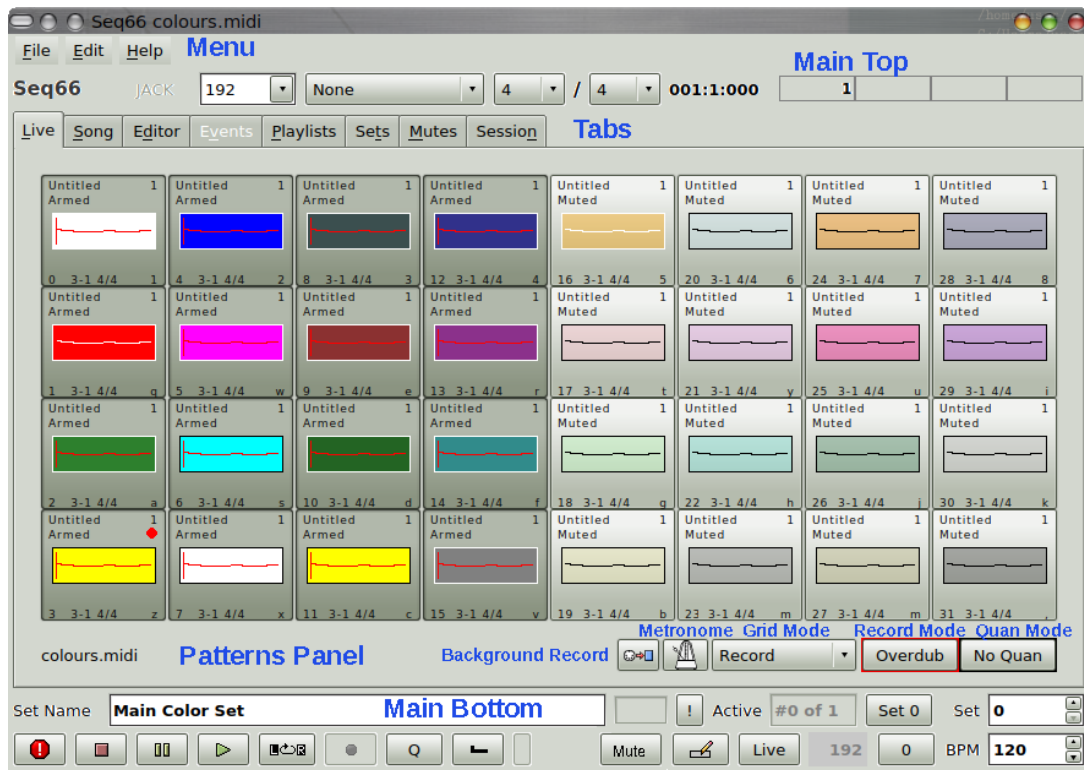 Seq66 colours.midi
File Edit Help Menu
Main Top
Seq66 JACK 192 None 4 / 4 001:1:000 1
Live Song Editor Events Playlists Sets Mutes Session Tabs
Untitled 1 Untitled 1 Untitled 1 Untitled 1 Untitled 1 Untitled 1 Untitled 1 Untitled 1
Armed Armed Armed Armed Muted Muted Muted Muted
0 3-1 4/4 1 4 3-1 4/4 2 8 3-1 4/4 3 12 3-1 4/4 4 16 3-1 4/4 5 20 3-1 4/4 6 24 3-1 4/4 7 28 3-1 4/4 8
Untitled 1 Untitled 1 Untitled 1 Untitled 1 Untitled 1 Untitled 1 Untitled 1 Untitled 1
Armed Armed Armed Armed Muted Muted Muted Muted
1 3-1 4/4 q 5 3-1 4/4 w 9 3-1 4/4 e 13 3-1 4/4 r 17 3-1 4/4 t 21 3-1 4/4 y 25 3-1 4/4 u 29 3-1 4/4 i
Untitled 1 Untitled 1 Untitled 1 Untitled 1 Untitled 1 Untitled 1 Untitled 1 Untitled 1
Armed Armed Armed Armed Muted Muted Muted Muted
2 3-1 4/4 a 6 3-1 4/4 s 10 3-1 4/4 d 14 3-1 4/4 f 18 3-1 4/4 g 22 3-1 4/4 h 26 3-1 4/4 j 30 3-1 4/4 k
Untitled 1 Untitled 1 Untitled 1 Untitled 1 Untitled 1 Untitled 1 Untitled 1 Untitled 1
Armed Armed Armed Armed Muted Muted Muted Muted
3 3-1 4/4 z 7 3-1 4/4 x 11 3-1 4/4 c 15 3-1 4/4 v 19 3-1 4/4 b 23 3-1 4/4 m 27 3-1 4/4 m 31 3-1 4/4 ,
Metronome Grid Mode Record Mode Quan Mode
colours.midi Patterns Panel Background Record Record Overdub No Quan
Set Name Main Color Set Main Bottom ! Active #0 of 1 Set 0 Set 0
! L R Q Mute Live 192 0 BPM 120